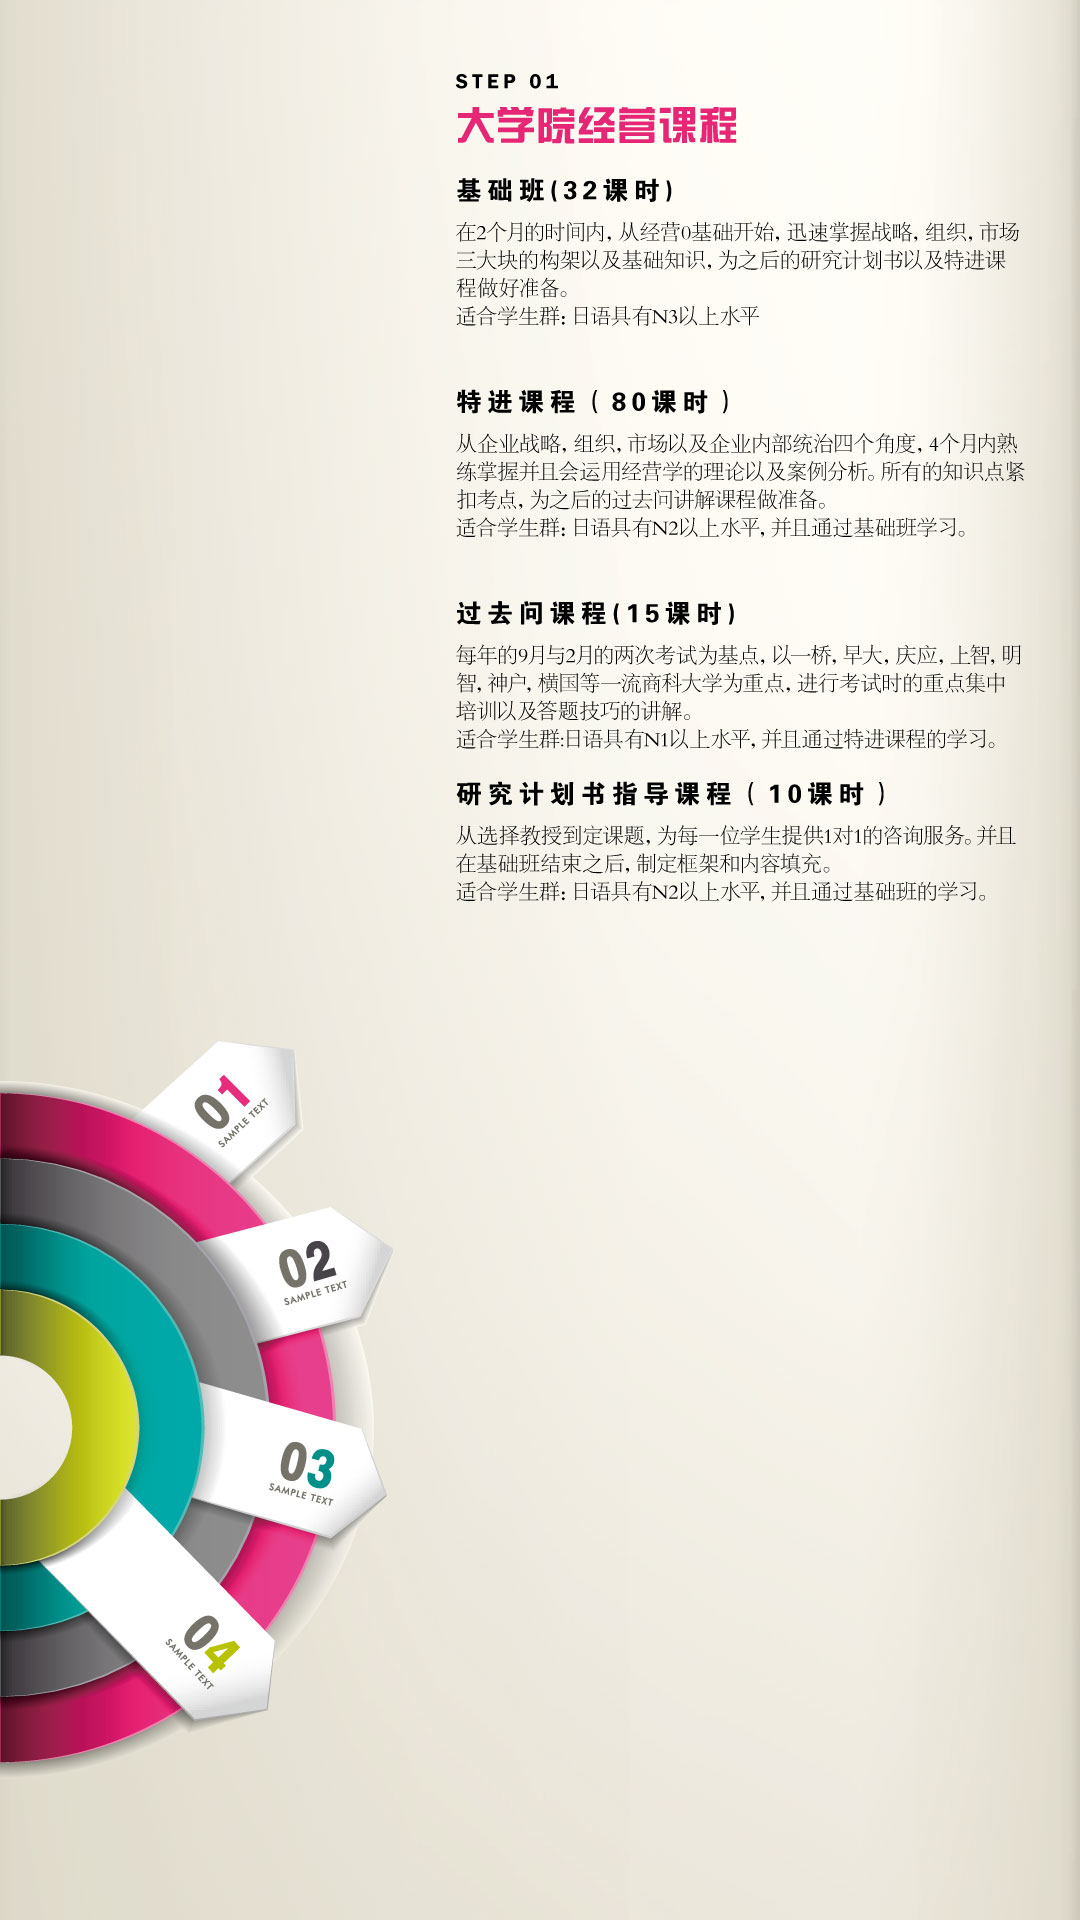 STEP 01
大学院经营课程
基础班(32课时)
在2个月的时间内, 从经营0基础开始, 迅速掌握战略, 组织, 市场
三大块的构架以及基础知识, 为之后的研究计划书以及特进课
程做好准备。
适合学生群: 日语具有N3以上水平
特进课程（80课时）
从企业战略, 组织, 市场以及企业内部统治四个角度, 4个月内熟
练掌握并且会运用经营学的理论以及案例分析。所有的知识点紧
扣考点, 为之后的过去问讲解课程做准备。
适合学生群: 日语具有N2以上水平, 并且通过基础班学习。
过去问课程(15课时)
每年的9月与2月的两次考试为基点, 以一桥, 早大, 庆应, 上智, 明
智, 神户, 横国等一流商科大学为重点, 进行考试时的重点集中
培训以及答题技巧的讲解。
适合学生群:日语具有N1以上水平, 并且通过特进课程的学习。
研究计划书指导课程（10课时）
从选择教授到定课题, 为每一位学生提供1对1的咨询服务。并且
在基础班结束之后, 制定框架和内容填充。
适合学生群: 日语具有N2以上水平, 并且通过基础班的学习。
01
SAMPLE TEXT
02
SAMPLE TEXT
03
SAMPLE TEXT
04
SAMPLE TEXT